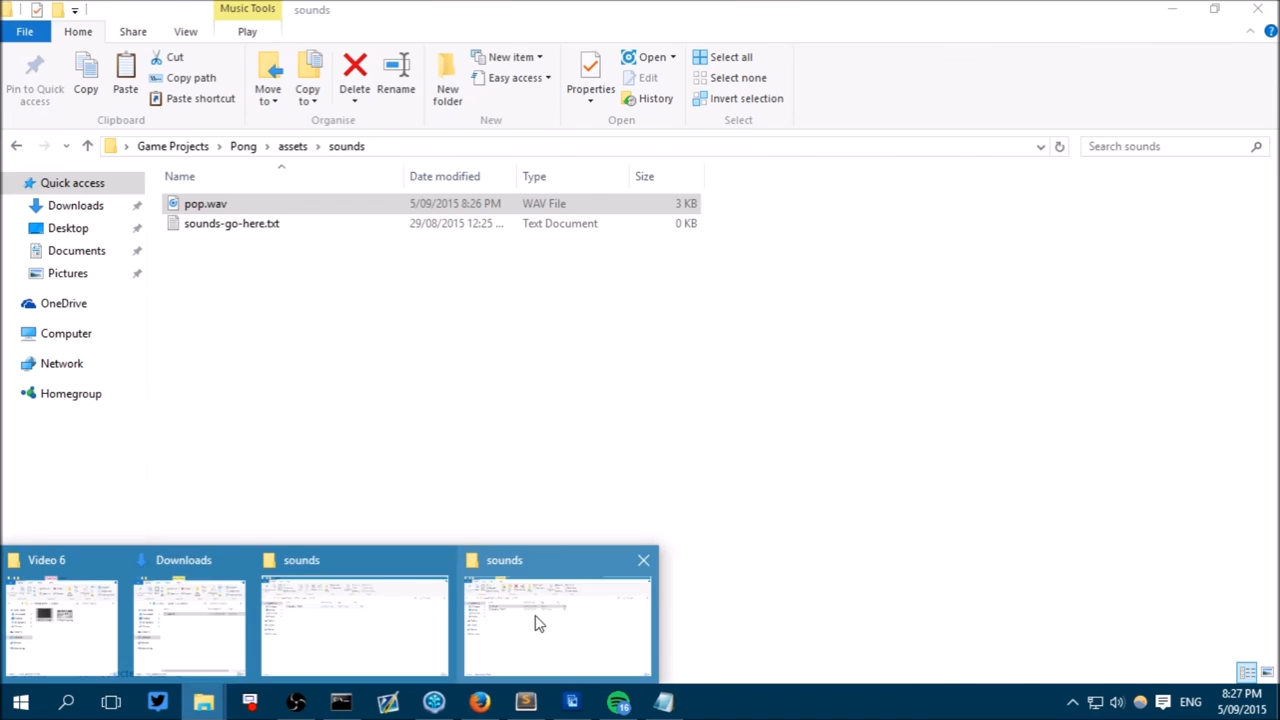 Music Tools
sounds
File
Home
Share
View
Play
Pin to Quick
access
Copy
Paste
Cut
Copy path
Paste shortcut
Clipboard
Move
to
Copy
to
Delete
Rename
Organise
New
folder
New item
Easy access
New
Properties
Open
Edit
History
Open
Select all
Select none
Invert selection
Select
Game Projects
Pong
assets
sounds
Search sounds
Name
Date modified
Type
Size
pop.wav
5/09/2015 8:26 PM
WAV File
3 KB
sounds-go-here.txt
29/08/2015 12:25 ...
Text Document
0 KB
Quick access
Downloads
Desktop
Documents
Pictures
OneDrive
Computer
Network
Homegroup
Video 6
Downloads
sounds
sounds
16
ENG
8:27 PM
5/09/2015